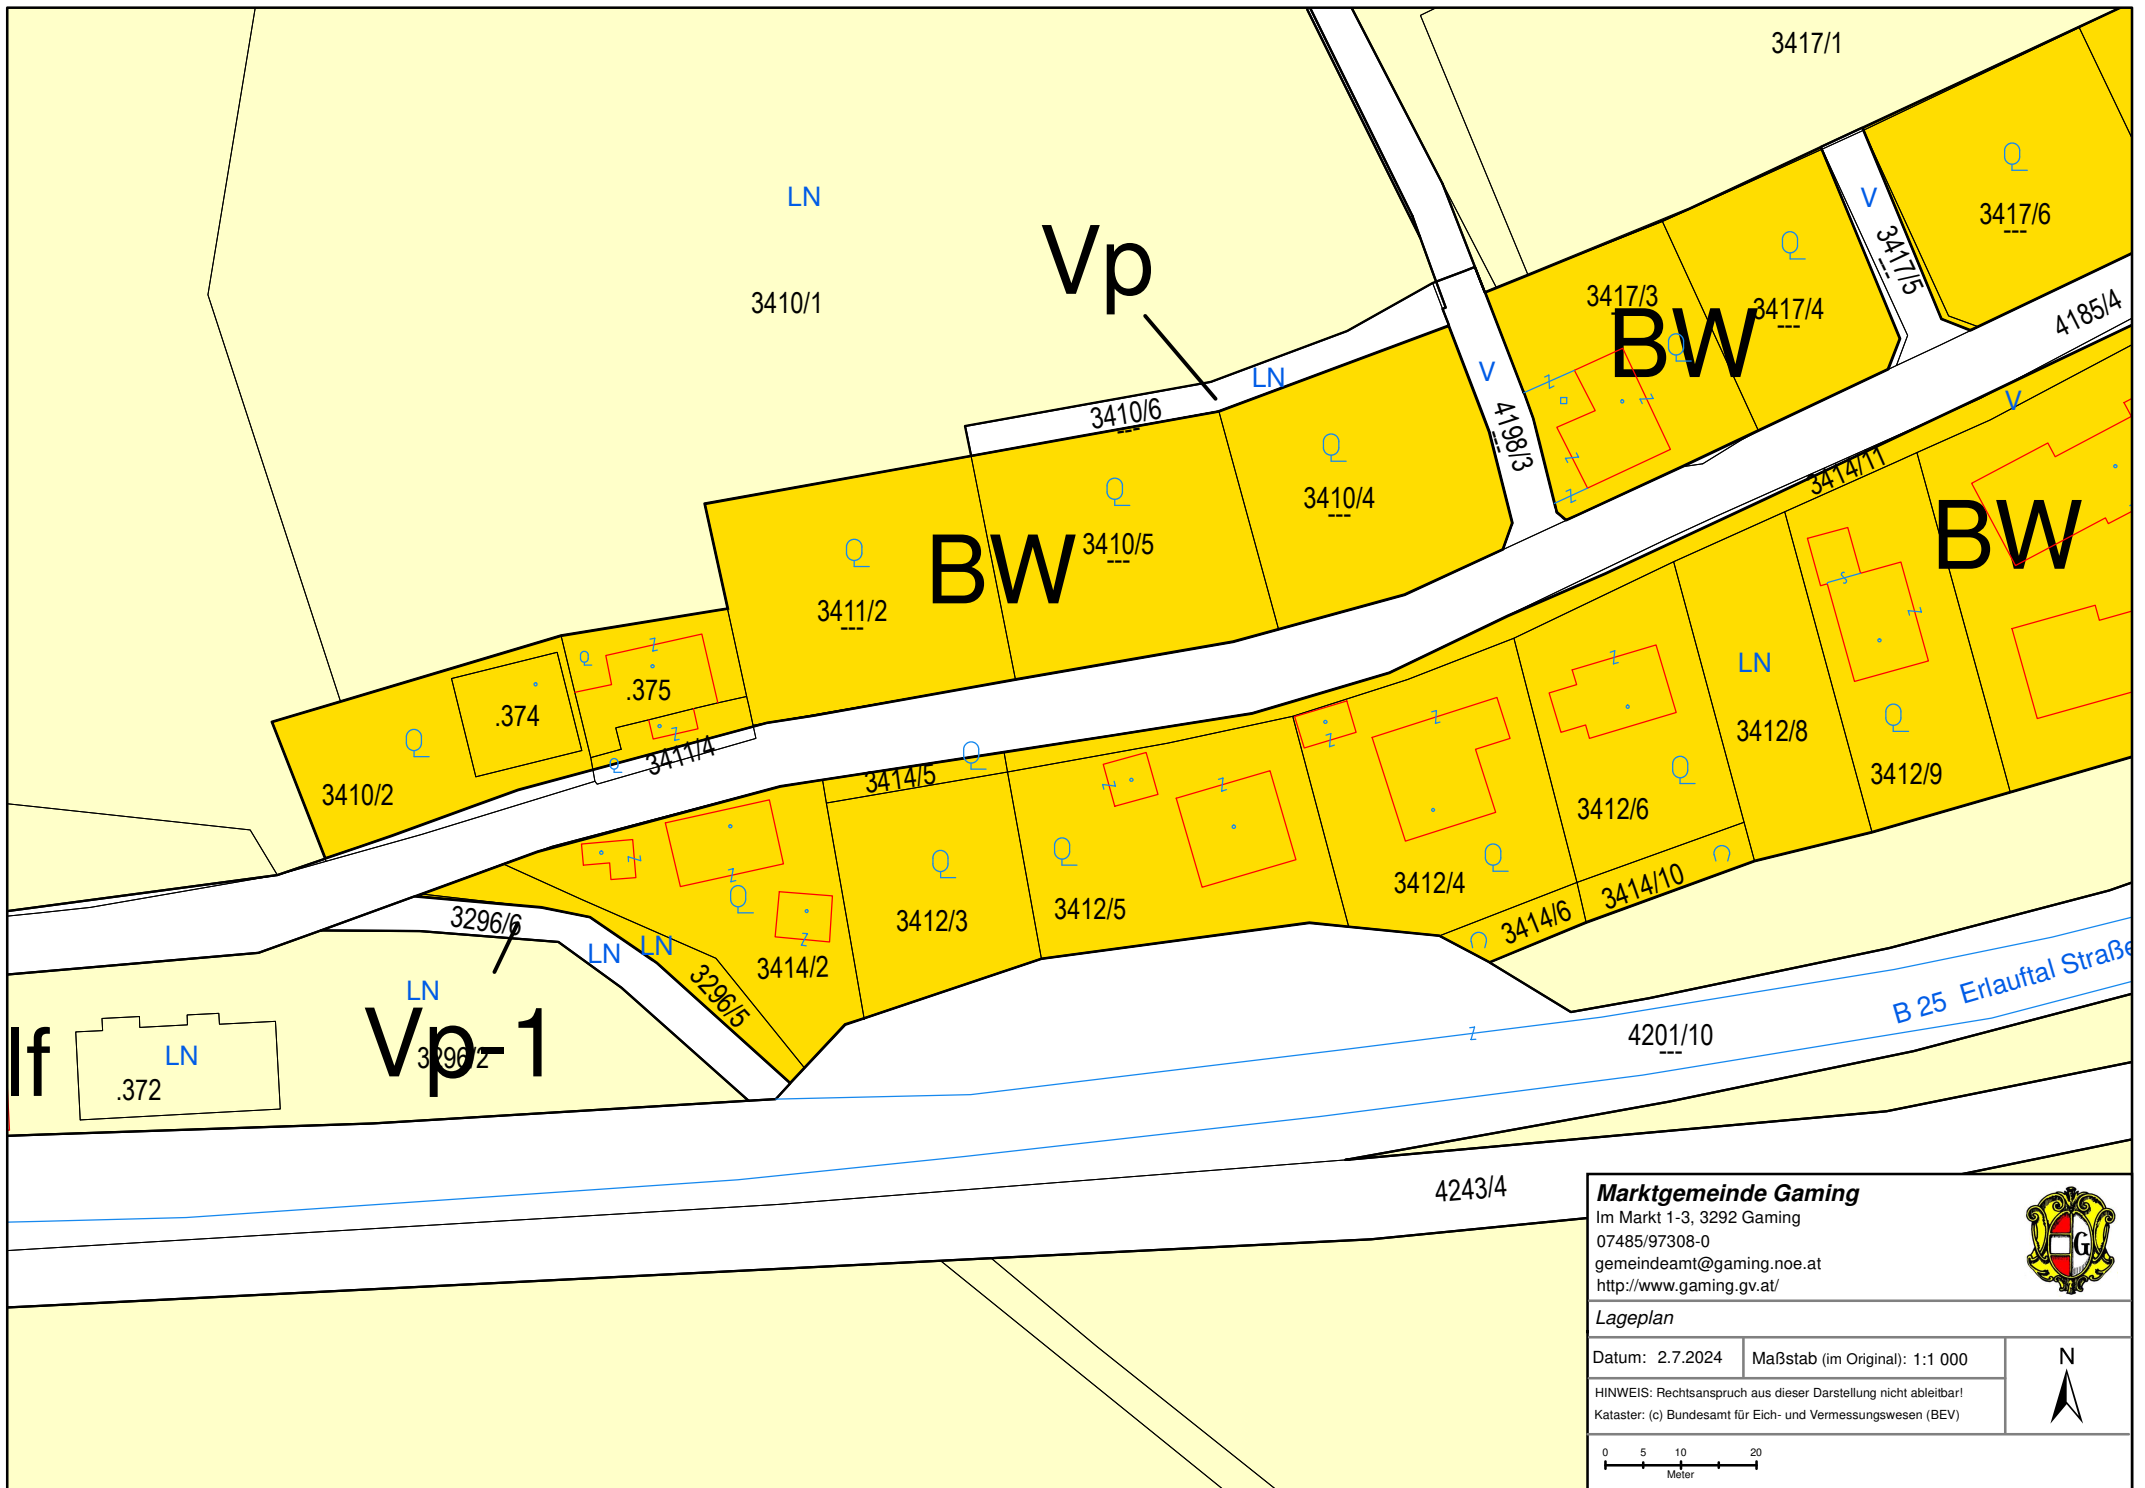 3417/1
LN
3410/1
Vp
V
3417/6
---
3417/5
---
3417/3
---
3417/4
---
BW
4185/4
LN
3410/6
---
V
4198/3
---
V
3414/11
3410/4
---
3410/5
---
BW
3411/2
---
BW
.375
.374
3410/2
3411/4
3414/5
LN
3412/8
3412/9
3412/6
3412/4
3412/5
3412/3
3414/10
3414/6
3414/2
3296/6
LN
LN
3296/5
LN
Vp-1
3296/2
lf
LN
.372
B 25 Erlauftal Straße
4201/10
---
4243/4
Marktgemeinde Gaming
Im Markt 1-3, 3292 Gaming
07485/97308-0
gemeindeamt@gaming.noe.at
http://www.gaming.gv.at/
G
Lageplan
Datum: 2.7.2024
Maßstab (im Original): 1:1 000
N
HINWEIS: Rechtsanspruch aus dieser Darstellung nicht ableitbar!
Kataster: (c) Bundesamt für Eich- und Vermessungswesen (BEV)
0 5 10 20
Meter